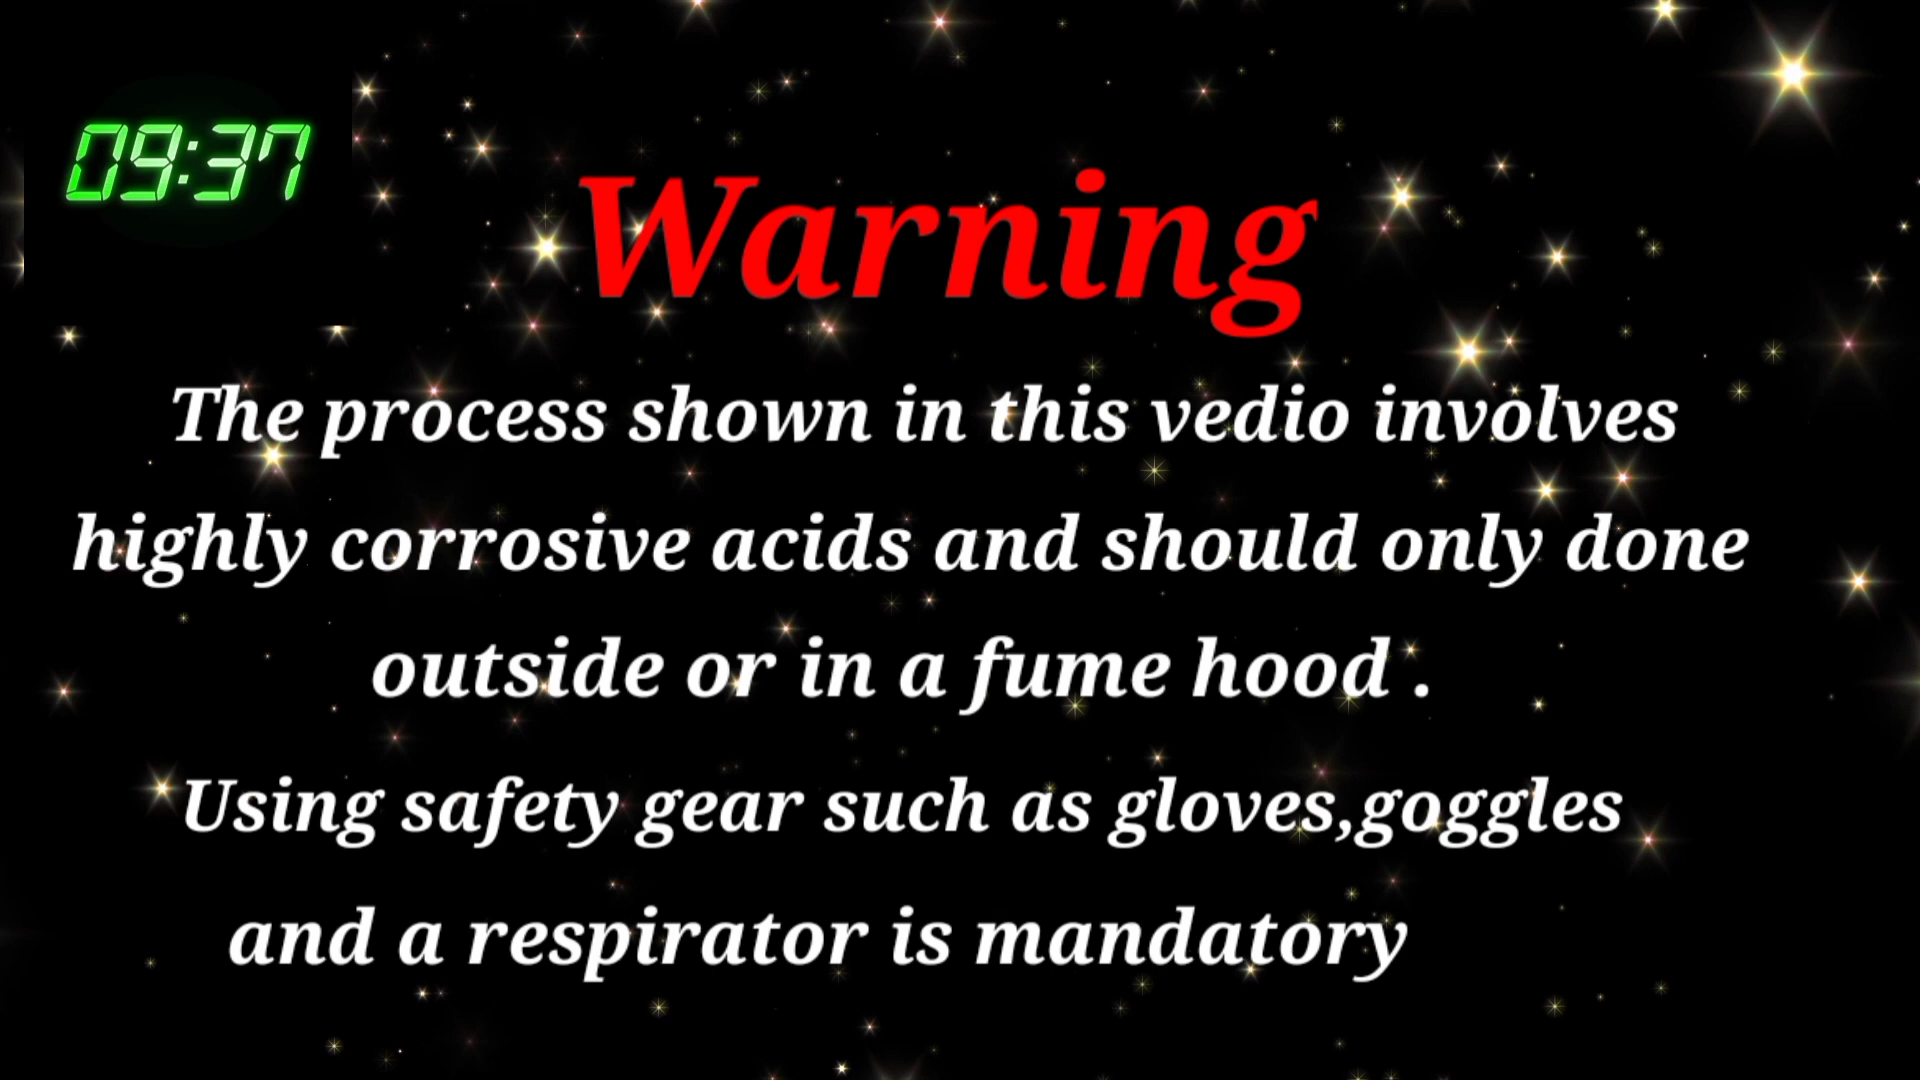 09:37
Warning
The process shown in this vedio involves
highly corrosive acids and should only done
outside or in a fume hood .
Using safety gear such as gloves,goggles
and a respirator is mandatory